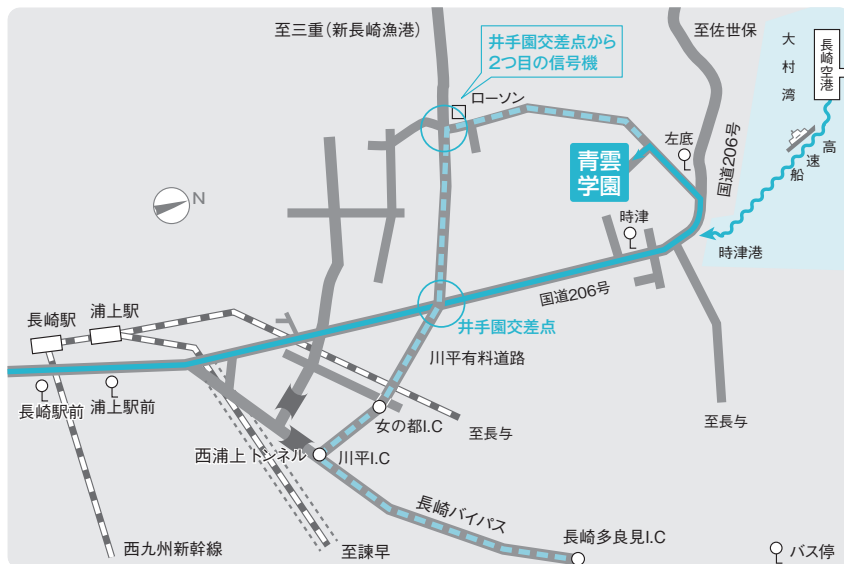 至三重(新長崎漁港)
井手園交差点から
2つ目の信号機
ローソン
至佐世保
大村湾
長崎空港
高速船
左底
国道206号
青雲
学園
時津
時津港
N
国道206号
井手園交差点
長崎駅
浦上駅
川平有料道路
長崎駅前
浦上駅前
女の都I.C
至長与
至長与
西浦上トンネル
川平I.C
長崎バイパス
西九州新幹線
至諫早
長崎多良見I.C
バス停